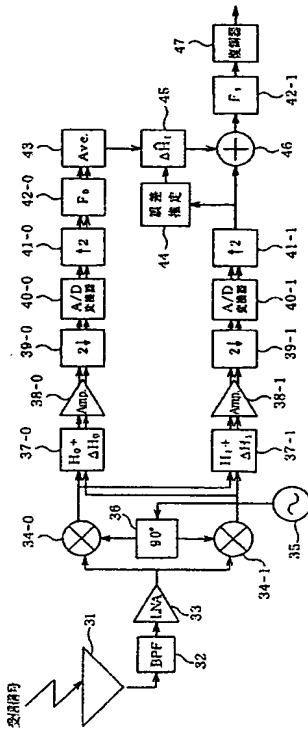 受信信号
31
BPF
32
LNA
33
34-0
34-1
90°
36
35
37-0
H₀+
ΔH₀
38-0
Amp.
39-0
2↓
40-0
A/D
変換器
41-0
↑2
42-0
F₀
43
Ave.
37-1
H₁+
ΔH₁
38-1
Amp.
39-1
2↓
40-1
A/D
変換器
41-1
↑2
誤差
推定
44
45
ΔĤ₁
46
F₁
42-1
復調器
47